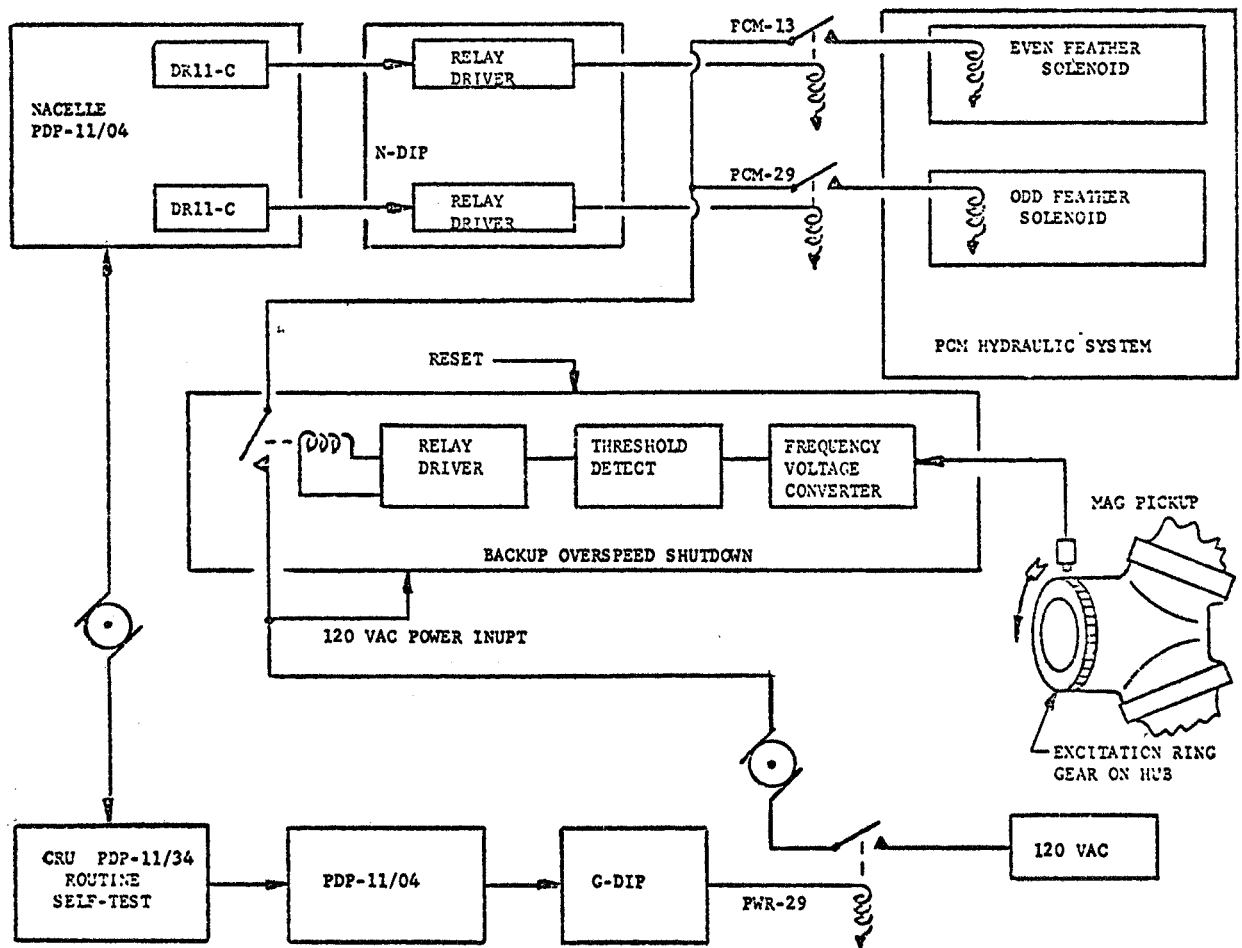 PCM-13
DR11-C
RELAY
DRIVER
EVEN FEATHER
SOLENOID
NACELLE
PDP-11/04
N-DIP
PCM-29
DR11-C
RELAY
DRIVER
ODD FEATHER
SOLENOID
PCM HYDRAULIC SYSTEM
RESET
RELAY
DRIVER
THRESHOLD
DETECT
FREQUENCY
VOLTAGE
CONVERTER
MAG PICKUP
BACKUP OVERSPEED SHUTDOWN
120 VAC POWER INUPT
EXCITATION RING
GEAR ON HUB
CRU PDP-11/34
ROUTINE
SELF-TEST
PDP-11/04
G-DIP
PWR-29
120 VAC